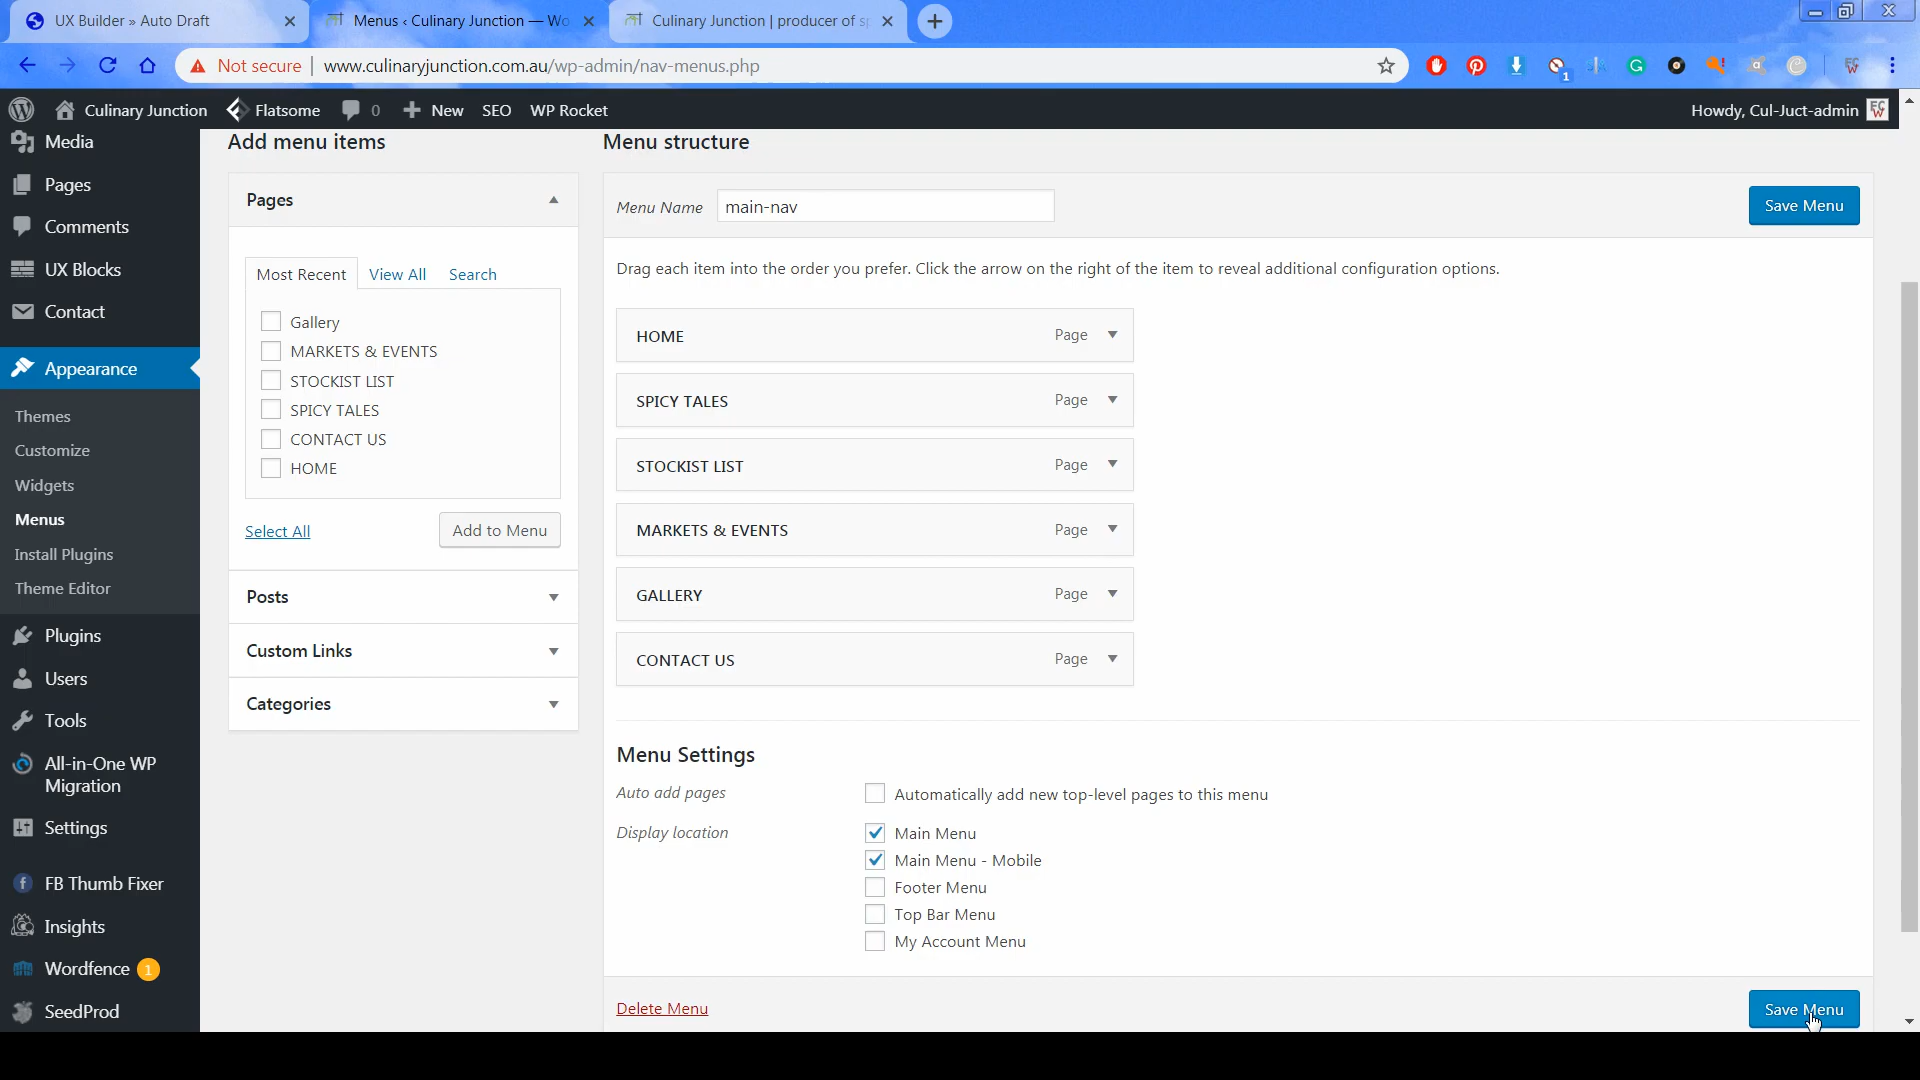 UX Builder » Auto Draft
Menus ‹ Culinary Junction — Wo
Culinary Junction | producer of s
Not secure
www.culinaryjunction.com.au/wp-admin/nav-menus.php
1
Culinary Junction
Flatsome
0
New
SEO
WP Rocket
Howdy, Cul-Juct-admin
Media
Pages
Comments
UX Blocks
Contact
Appearance
Themes
Customize
Widgets
Menus
Install Plugins
Theme Editor
Plugins
Users
Tools
All-in-One WP
Migration
Settings
FB Thumb Fixer
Insights
Wordfence 1
SeedProd
Add menu items
Pages
Most Recent
View All
Search
Gallery
MARKETS & EVENTS
STOCKIST LIST
SPICY TALES
CONTACT US
HOME
Select All
Add to Menu
Posts
Custom Links
Categories
Menu structure
Menu Name
main-nav
Save Menu
Drag each item into the order you prefer. Click the arrow on the right of the item to reveal additional configuration options.
HOME Page
SPICY TALES Page
STOCKIST LIST Page
MARKETS & EVENTS Page
GALLERY Page
CONTACT US Page
Menu Settings
Auto add pages
Automatically add new top-level pages to this menu
Display location
Main Menu
Main Menu - Mobile
Footer Menu
Top Bar Menu
My Account Menu
Delete Menu
Save Menu